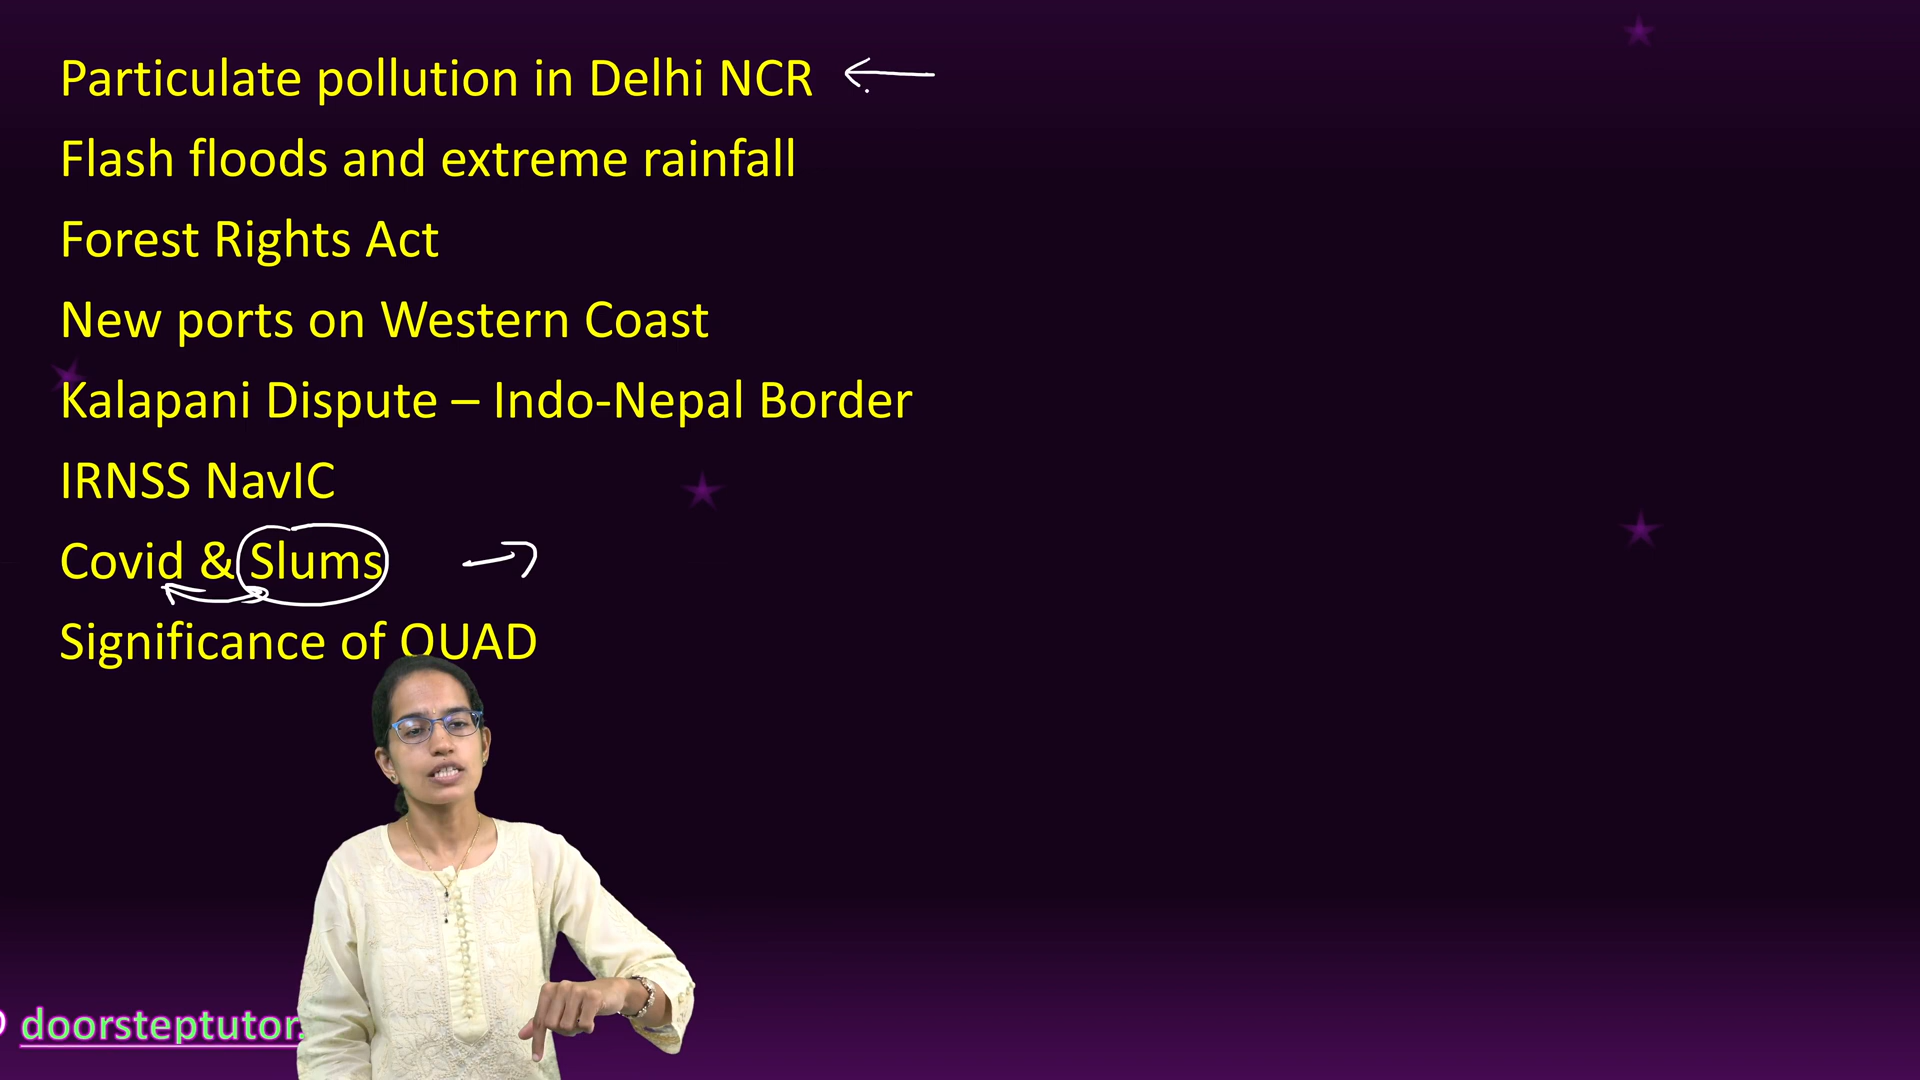 Particulate pollution in Delhi NCR
Flash floods and extreme rainfall
Forest Rights Act
New ports on Western Coast
Kalapani Dispute – Indo-Nepal Border
IRNSS NavIC
Covid & Slums
Significance of QUAD
doorsteptutor